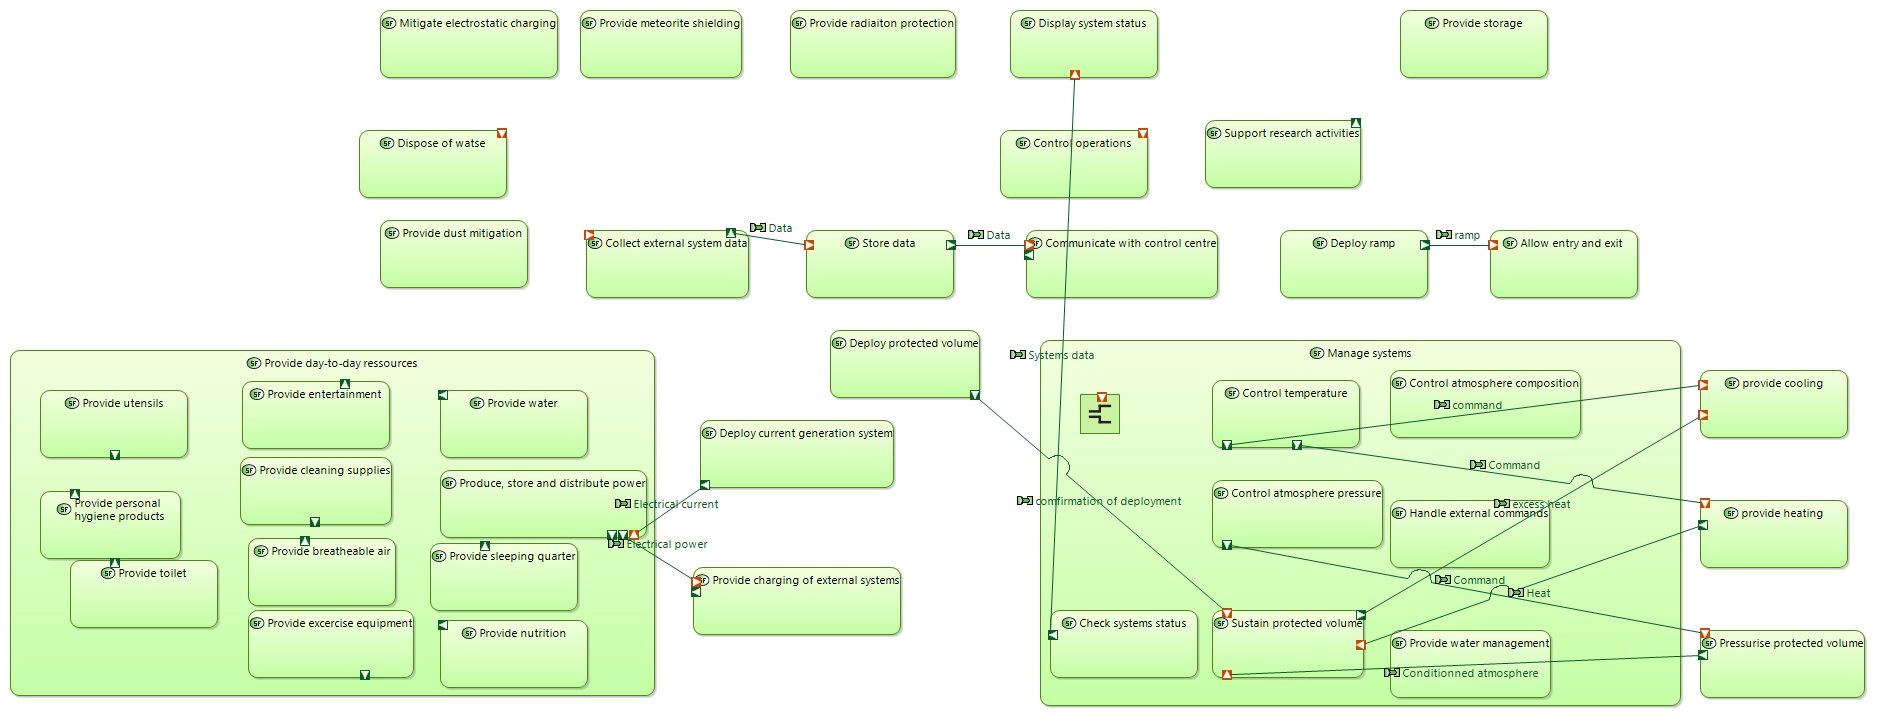 SF Mitigate electrostatic charging
SF Provide meteorite shielding
SF Provide radiaiton protection
SF Display system status
SF Provide storage
SF Dispose of watse
SF Control operations
SF Support research activities
SF Provide dust mitigation
SF Collect external system data
Data
SF Store data
Data
SF Communicate with control centre
SF Deploy ramp
ramp
SF Allow entry and exit
SF Provide day-to-day ressources
SF Provide utensils
SF Provide entertainment
SF Provide water
SF Provide cleaning supplies
SF Produce, store and distribute power
SF Provide personal
hygiene products
SF Provide breatheable air
SF Provide sleeping quarter
SF Provide toilet
SF Provide excercise equipment
SF Provide nutrition
Electrical current
Electrical power
SF Deploy protected volume
SF Deploy current generation system
SF Provide charging of external systems
Systems data
comfirmation of deployment
SF Manage systems
SF Control temperature
SF Control atmosphere composition
command
SF provide cooling
Command
SF Control atmosphere pressure
SF Handle external commands
excess heat
SF provide heating
Command
Heat
SF Check systems status
SF Sustain protected volume
SF Provide water management
Conditionned atmosphere
SF Pressurise protected volume